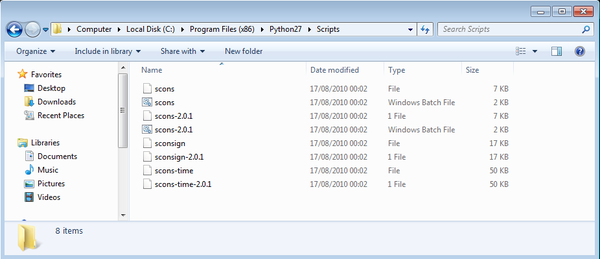 Computer Local Disk (C:) Program Files (x86) Python27 Scripts Search Scripts
Organize Include in library Share with New folder
Name Date modified Type Size
Favorites
Desktop
Downloads
Recent Places
Libraries
Documents
Music
Pictures
Videos
scons 17/08/2010 00:02 File 7 KB
scons 17/08/2010 00:02 Windows Batch File 2 KB
scons-2.0.1 17/08/2010 00:02 1 File 7 KB
scons-2.0.1 17/08/2010 00:02 Windows Batch File 2 KB
sconsign 17/08/2010 00:02 File 17 KB
sconsign-2.0.1 17/08/2010 00:02 1 File 17 KB
scons-time 17/08/2010 00:02 File 50 KB
scons-time-2.0.1 17/08/2010 00:02 1 File 50 KB
8 items